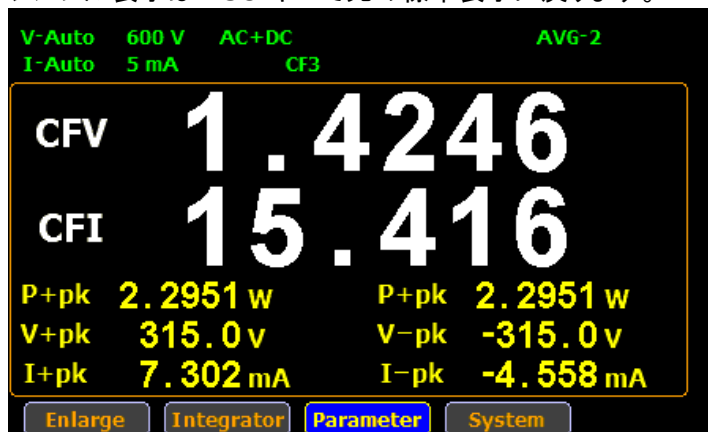 V-Auto 600 V AC+DC AVG-2
I-Auto 5 mA CF3
CFV 1.4246
CFI 15.416
P+pk 2.2951 W P+pk 2.2951 W
V+pk 315.0 V V-pk -315.0 V
I+pk 7.302 mA I-pk -4.558 mA
Enlarge Integrator Parameter System